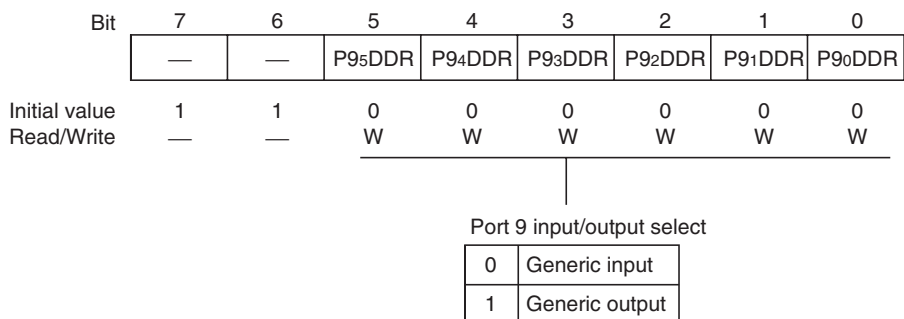 Bit 7 6 5 4 3 2 1 0
— — P95DDR P94DDR P93DDR P92DDR P91DDR P90DDR
Initial value 1 1 0 0 0 0 0 0
Read/Write — — W W W W W W
Port 9 input/output select
0 Generic input
1 Generic output